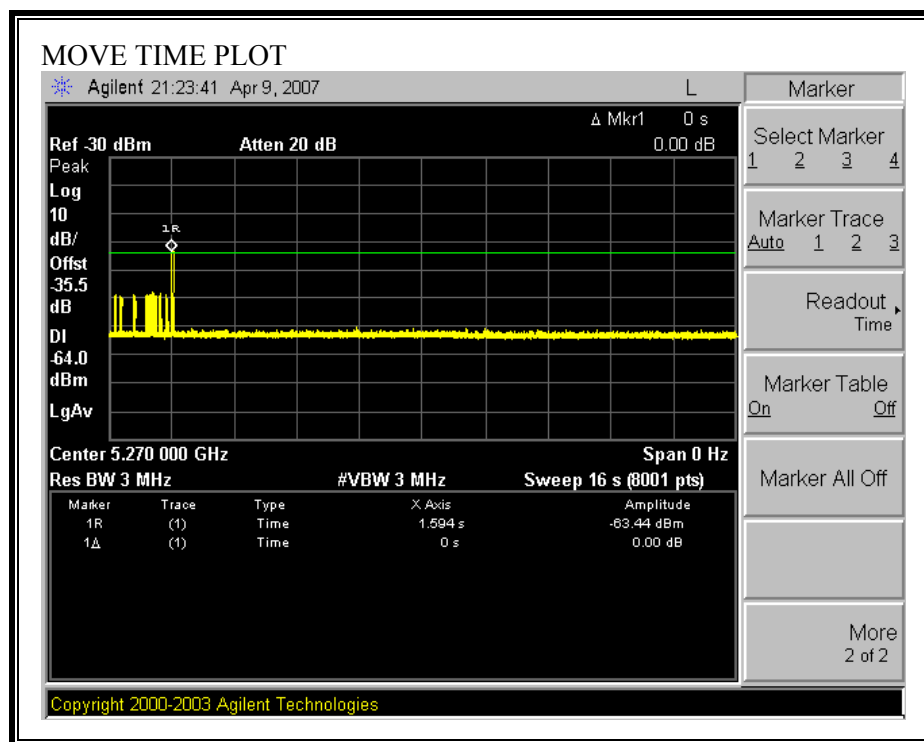 MOVE TIME PLOT
Agilent 21:23:41 Apr 9, 2007 L
Δ Mkr1 0 s
Ref -30 dBm Atten 20 dB 0.00 dB
Peak
Log
10
dB/
Offst
-35.5
dB
DI
-64.0
dBm
LgAv
1R
Center 5.270 000 GHz Span 0 Hz
Res BW 3 MHz #VBW 3 MHz Sweep 16 s (8001 pts)
Marker Trace Type X Axis Amplitude
1R (1) Time 1.594 s -63.44 dBm
1Δ (1) Time 0 s 0.00 dB
Copyright 2000-2003 Agilent Technologies
Marker
Select Marker
1 2 3 4
Marker Trace
Auto 1 2 3
Readout
Time
Marker Table
On Off
Marker All Off
More
2 of 2